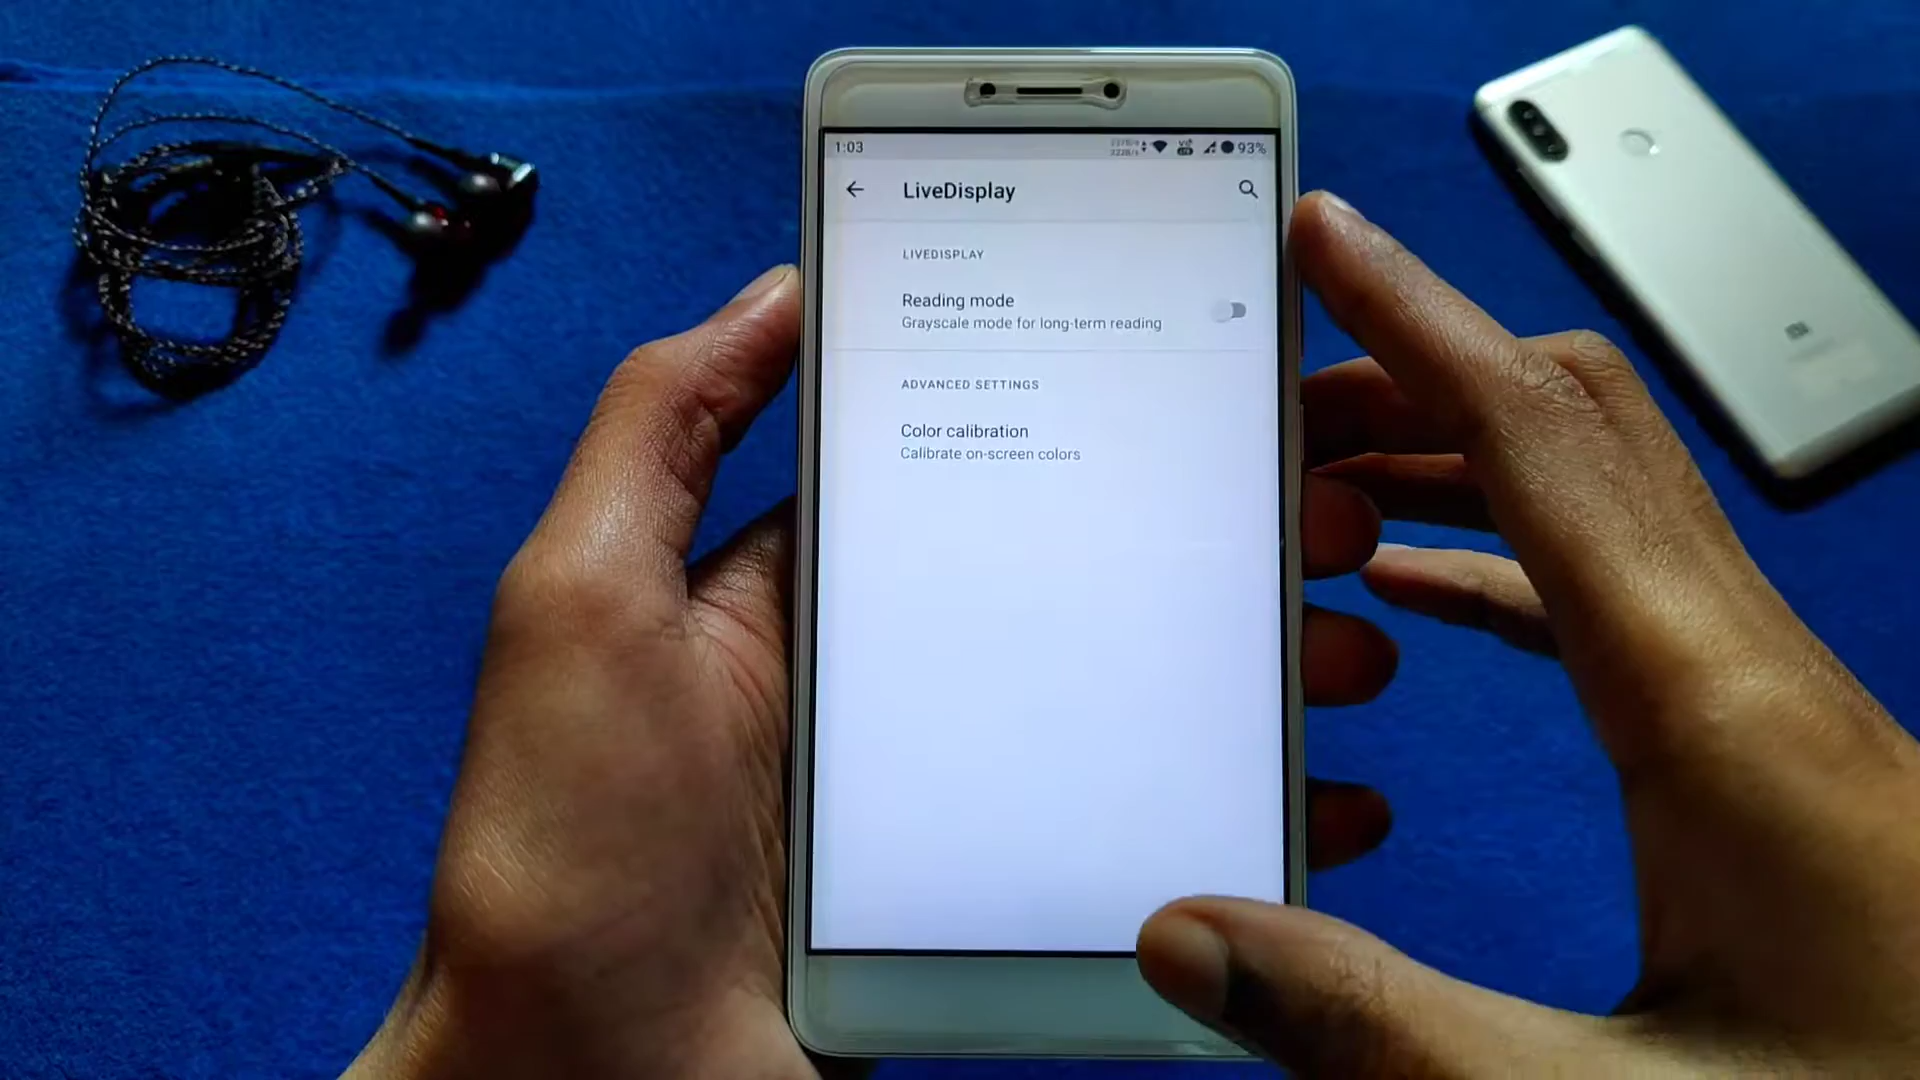 1:03
93%
LiveDisplay
LIVEDISPLAY
Reading mode
Grayscale mode for long-term reading
ADVANCED SETTINGS
Color calibration
Calibrate on-screen colors